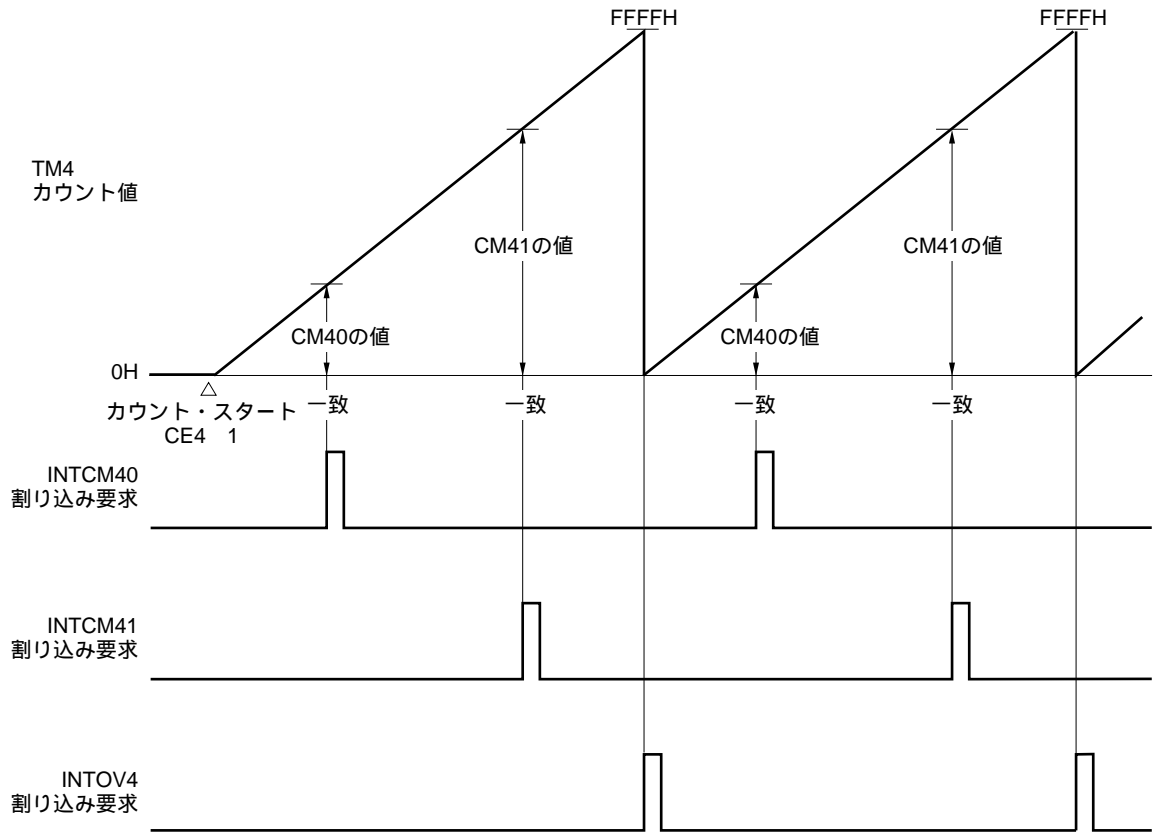 FFFFH
FFFFH
TM4
カウント値
CM41の値
CM41の値
CM40の値
CM40の値
0H
カウント・スタート
CE4 1
一致
一致
一致
一致
INTCM40
割り込み要求
INTCM41
割り込み要求
INTOV4
割り込み要求